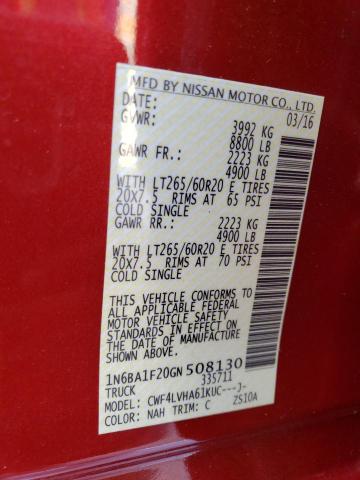 MFD BY NISSAN MOTOR CO., LTD.
DATE: 03/16
GVWR: 3992 KG
8800 LB
GAWR FR.: 2223 KG
4900 LB
WITH LT265/60R20 E TIRES
20X7.5 RIMS AT 65 PSI
COLD SINGLE
GAWR RR.: 2223 KG
4900 LB
WITH LT265/60R20 E TIRES
20X7.5 RIMS AT 70 PSI
COLD SINGLE
THIS VEHICLE CONFORMS TO
ALL APPLICABLE FEDERAL
MOTOR VEHICLE SAFETY
STANDARDS IN EFFECT ON THE
DATE OF MANUFACTURE SHOWN ABOVE.
1N6BA1F20GN508130
TRUCK 335711
MODEL: CWF4LVHA61KUC---J-
COLOR: NAH TRIM: C ZS10A